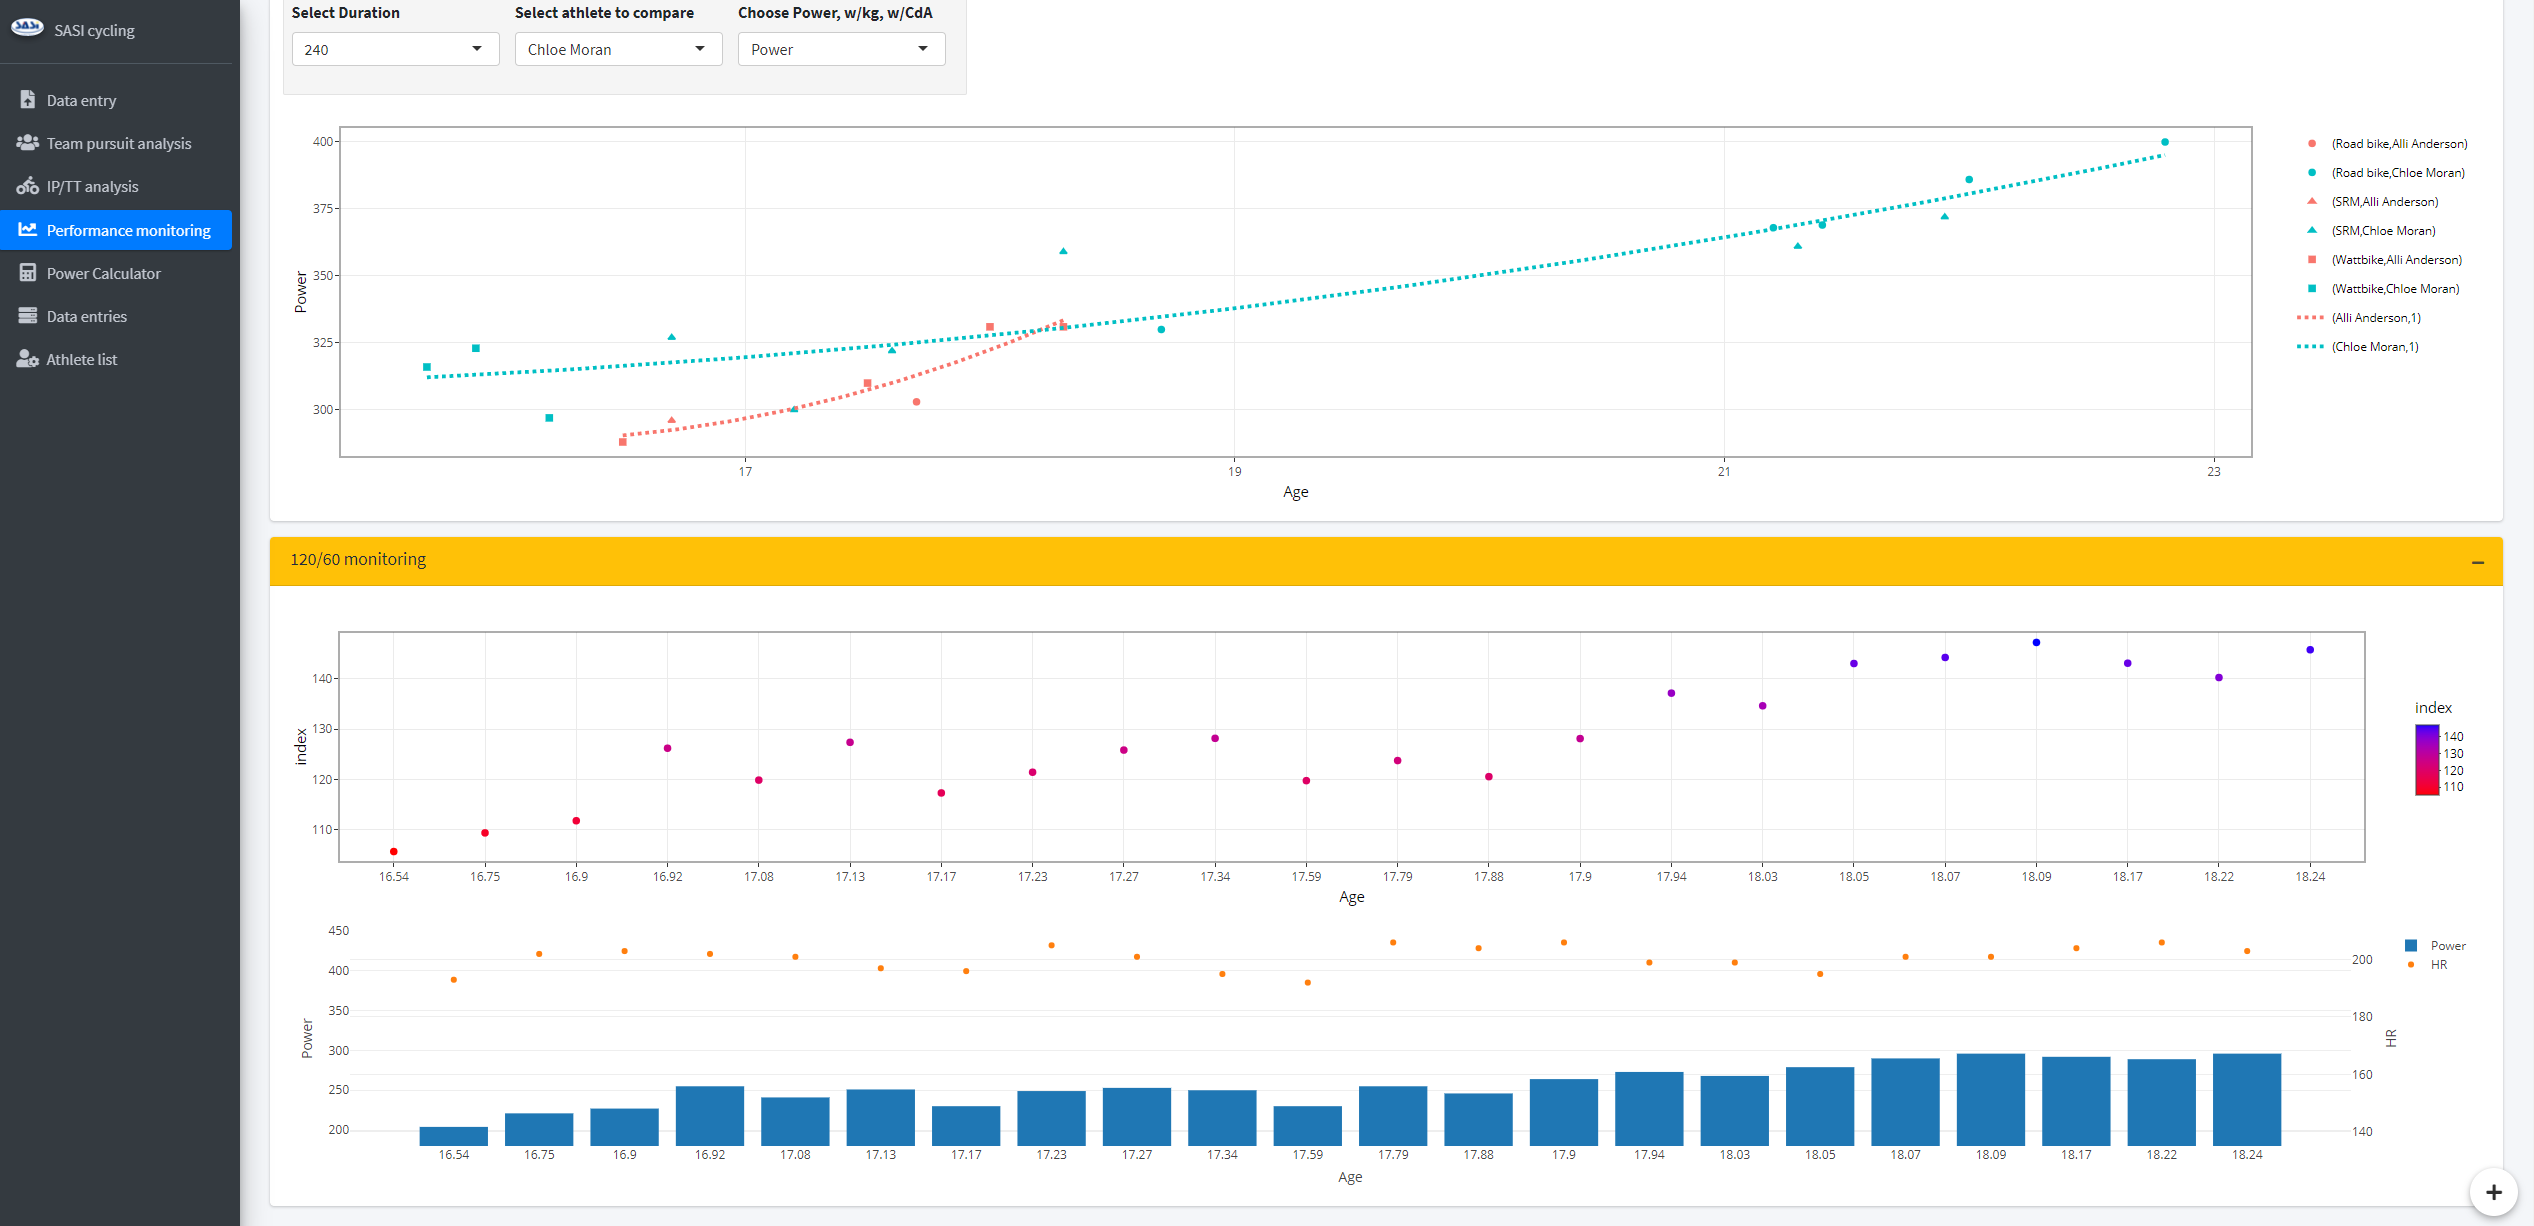 SASI
SASI cycling
Data entry
Team pursuit analysis
IP/TT analysis
Performance monitoring
Power Calculator
Data entries
Athlete list
Select Duration
Select athlete to compare
Choose Power, w/kg, w/CdA
240
Chloe Moran
Power
400
375
350
325
300
Power
17
19
21
23
Age
(Road bike,Alli Anderson)
(Road bike,Chloe Moran)
(SRM,Alli Anderson)
(SRM,Chloe Moran)
(Wattbike,Alli Anderson)
(Wattbike,Chloe Moran)
(Alli Anderson,1)
(Chloe Moran,1)
120/60 monitoring
140
130
120
110
index
16.54 16.75 16.9 16.92 17.08 17.13 17.17 17.23 17.27 17.34 17.59 17.79 17.88 17.9 17.94 18.03 18.05 18.07 18.09 18.17 18.22 18.24
Age
index
140
130
120
110
450
400
350
300
250
200
Power
16.54 16.75 16.9 16.92 17.08 17.13 17.17 17.23 17.27 17.34 17.59 17.79 17.88 17.9 17.94 18.03 18.05 18.07 18.09 18.17 18.22 18.24
Age
200
180
160
140
HR
Power
HR